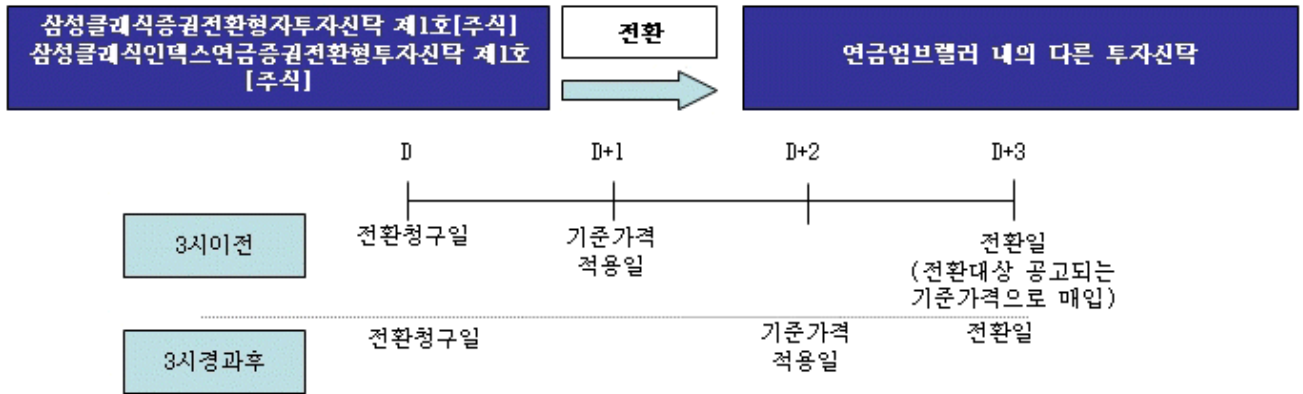 삼성클래식증권전환형자투자신탁 제1호[주식]
삼성클래식인덱스연금증권전환형투자신탁 제1호
[주식]
전환
연금엄브렐러 내의 다른 투자신탁
D D+1 D+2 D+3
3시이전
전환청구일
기준가격
적용일
전환일
(전환대상 공고되는
기준가격으로 매입)
3시경과후
전환청구일
기준가격
적용일
전환일